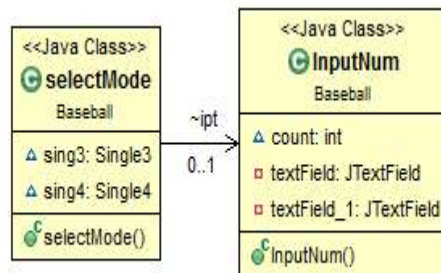 <<Java Class>>
selectMode
Baseball
sing3: Single3
sing4: Single4
selectMode()
~ipt
0..1
<<Java Class>>
InputNum
Baseball
count: int
textField: JTextField
textField_1: JTextField
InputNum()